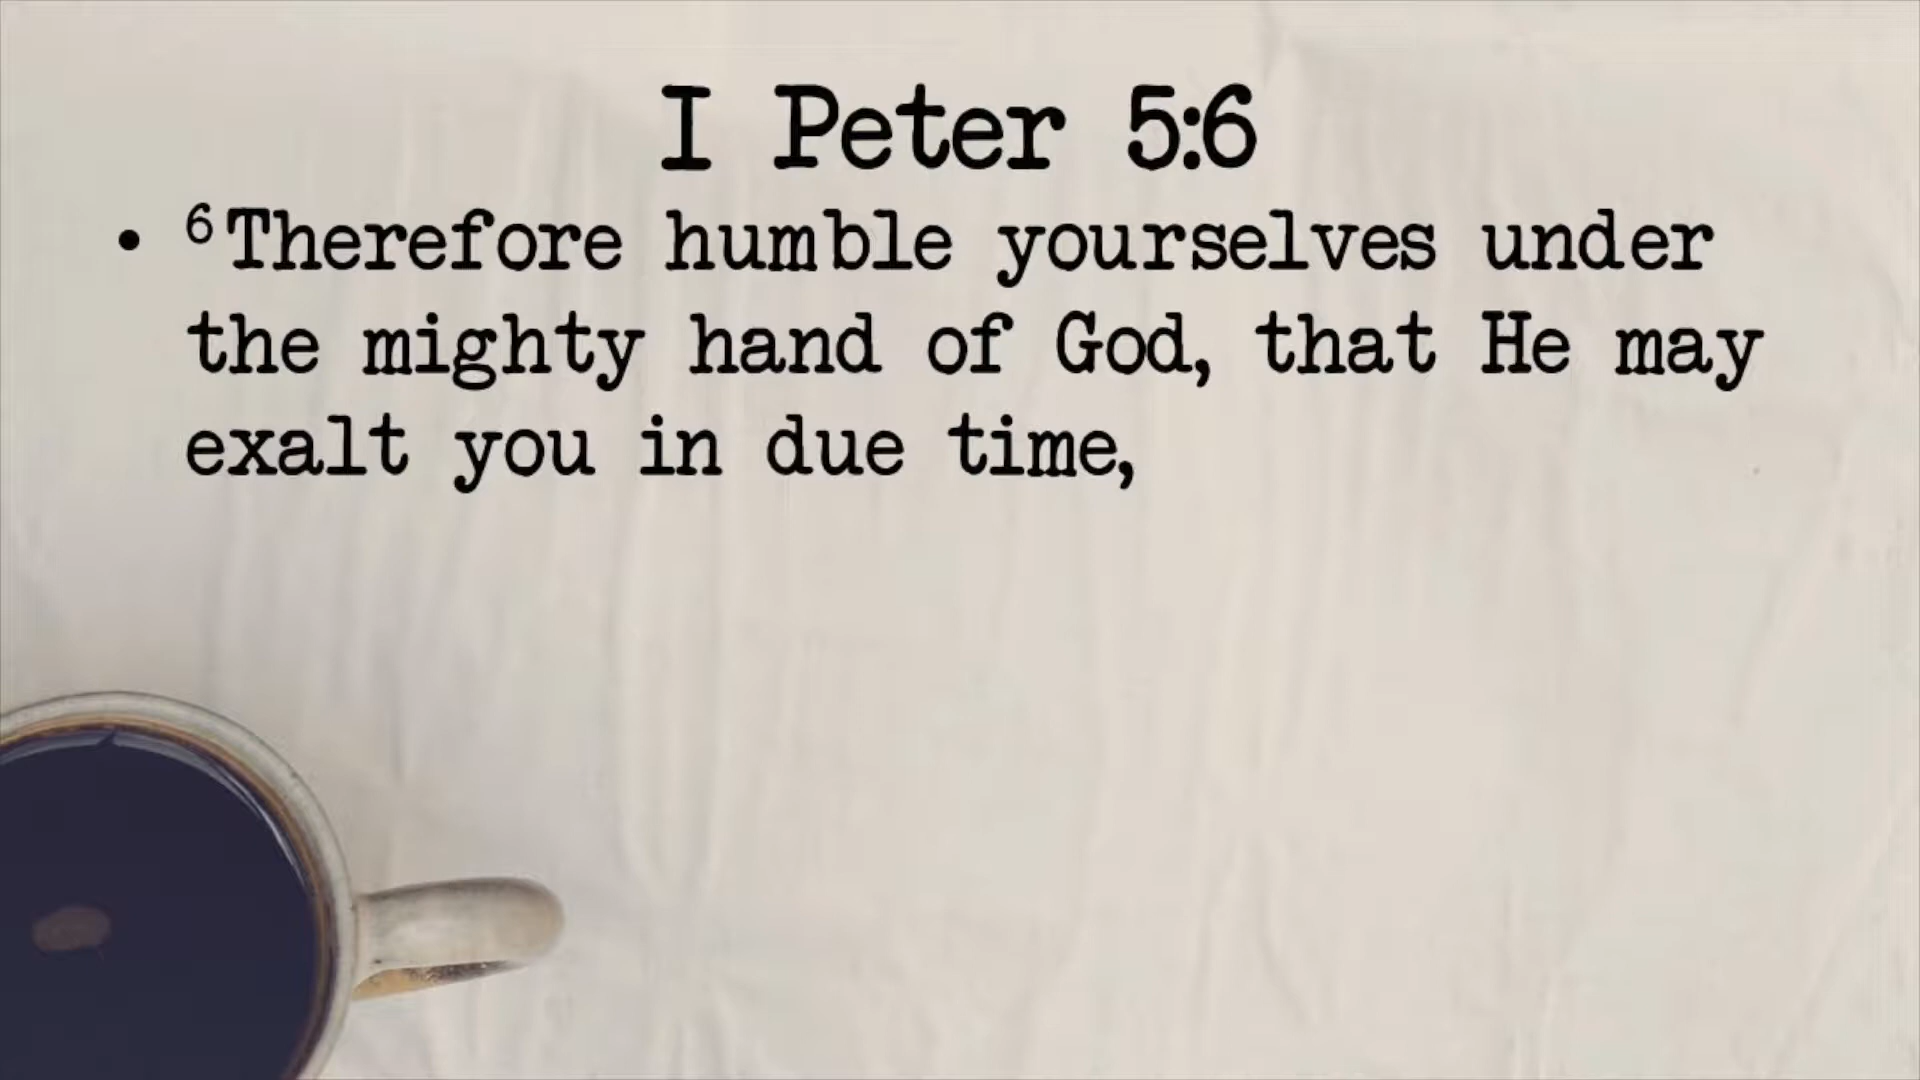 I Peter 5:6
• ⁶Therefore humble yourselves under
the mighty hand of God, that He may
exalt you in due time,